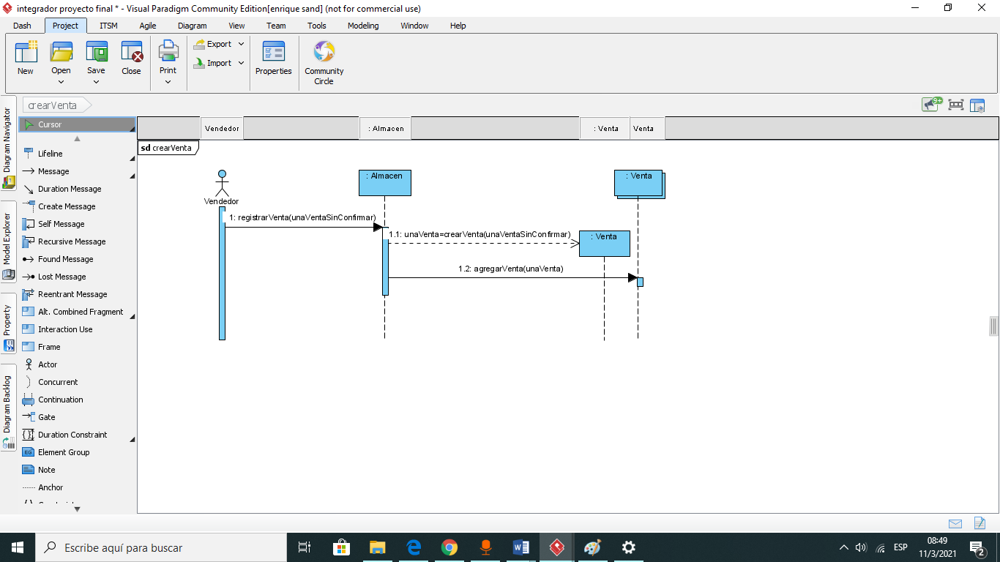 integrador proyecto final * - Visual Paradigm Community Edition[enrique sand] (not for commercial use)
Dash Project ITSM Agile Diagram View Team Tools Modeling Window Help
New Open Save Close Print Export Import Properties Community Circle
crearVenta
9+
Diagram Navigator
Model Explorer
Property
Diagram Backlog
Cursor
Lifeline
Message
Duration Message
Create Message
Self Message
Recursive Message
Found Message
Lost Message
Reentrant Message
Alt. Combined Fragment
Interaction Use
Frame
Actor
Concurrent
Continuation
Gate
Duration Constraint
EG Element Group
Note
Anchor
Vendedor : Almacen : Venta Venta
sd crearVenta
: Almacen : Venta
Vendedor
1: registrarVenta(unaVentaSinConfirmar)
1.1: unaVenta=crearVenta(unaVentaSinConfirmar)
: Venta
1.2: agregarVenta(unaVenta)
Escribe aquí para buscar
ESP
08:49
11/3/2021
2